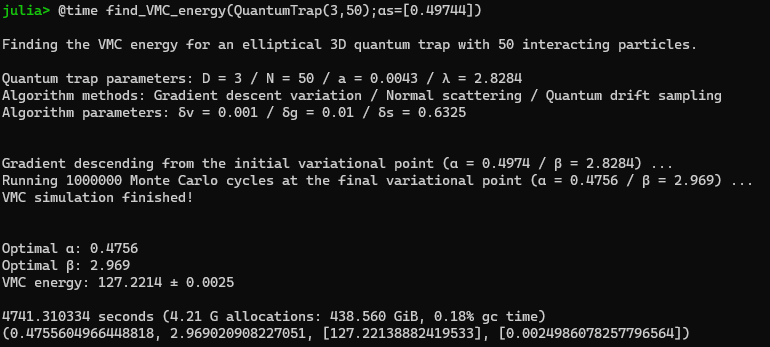 julia> @time find_VMC_energy(QuantumTrap(3,50);αs=[0.49744])
Finding the VMC energy for an elliptical 3D quantum trap with 50 interacting particles.
Quantum trap parameters: D = 3 / N = 50 / a = 0.0043 / λ = 2.8284
Algorithm methods: Gradient descent variation / Normal scattering / Quantum drift sampling
Algorithm parameters: δv = 0.001 / δg = 0.01 / δs = 0.6325
Gradient descending from the initial variational point (α = 0.4974 / β = 2.8284) ...
Running 1000000 Monte Carlo cycles at the final variational point (α = 0.4756 / β = 2.969) ...
VMC simulation finished!
Optimal α: 0.4756
Optimal β: 2.969
VMC energy: 127.2214 ± 0.0025
4741.310334 seconds (4.21 G allocations: 438.560 GiB, 0.18% gc time)
(0.4755604966448818, 2.969020908227051, [127.22138882419533], [0.0024986078257796564])